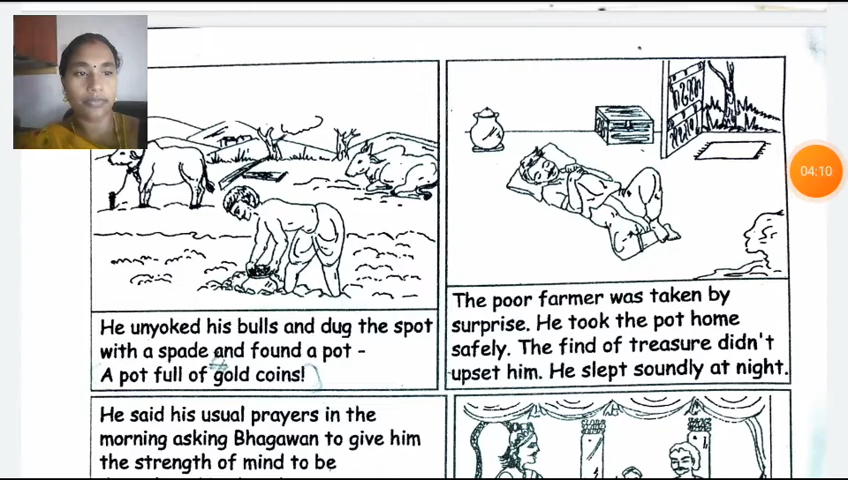 04:10
He unyoked his bulls and dug the spot
with a spade and found a pot -
A pot full of gold coins!
The poor farmer was taken by
surprise. He took the pot home
safely. The find of treasure didn't
upset him. He slept soundly at night.
He said his usual prayers in the
morning asking Bhagawan to give him
the strength of mind to be